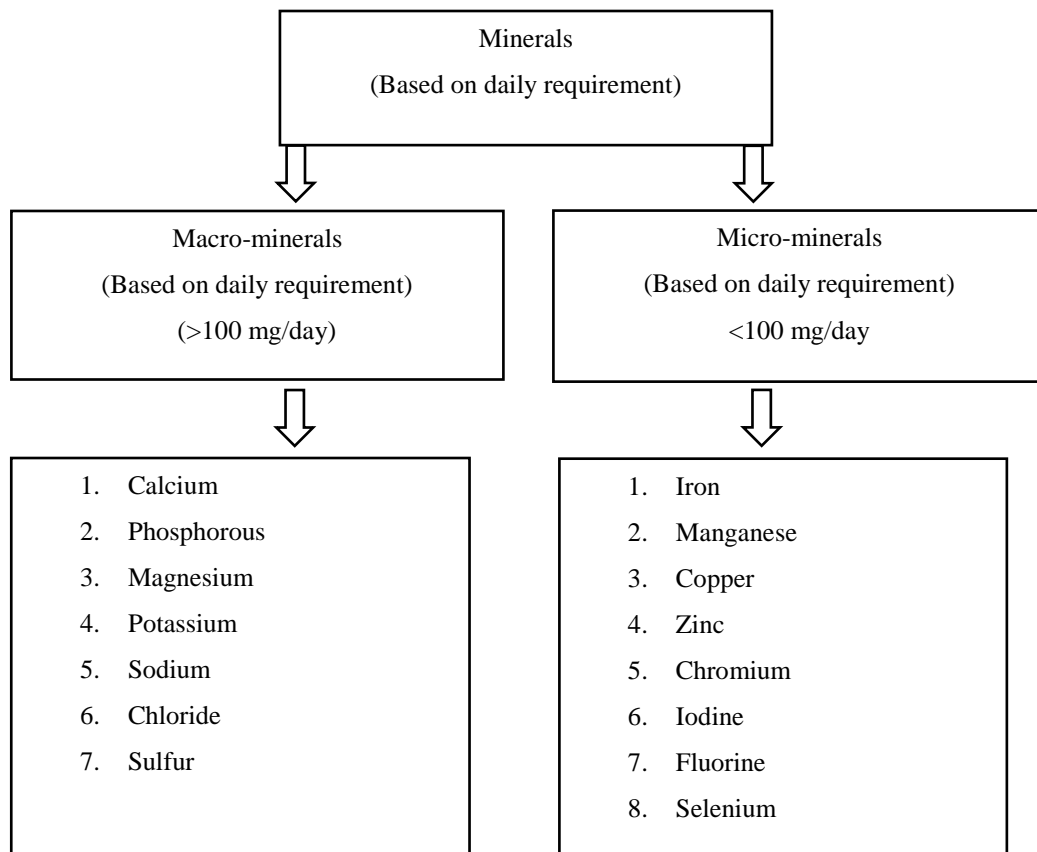 Minerals
(Based on daily requirement)
Macro-minerals
(Based on daily requirement)
(>100 mg/day)
Micro-minerals
(Based on daily requirement)
<100 mg/day
1. Calcium
2. Phosphorous
3. Magnesium
4. Potassium
5. Sodium
6. Chloride
7. Sulfur
1. Iron
2. Manganese
3. Copper
4. Zinc
5. Chromium
6. Iodine
7. Fluorine
8. Selenium